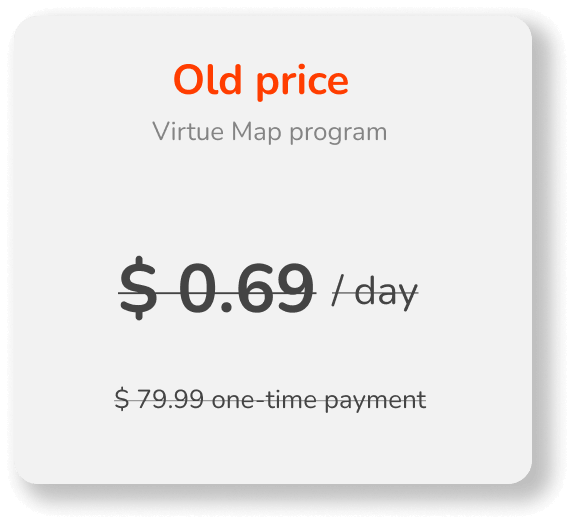 Old price
Virtue Map program
$ 0.69 / day
$ 79.99 one-time payment